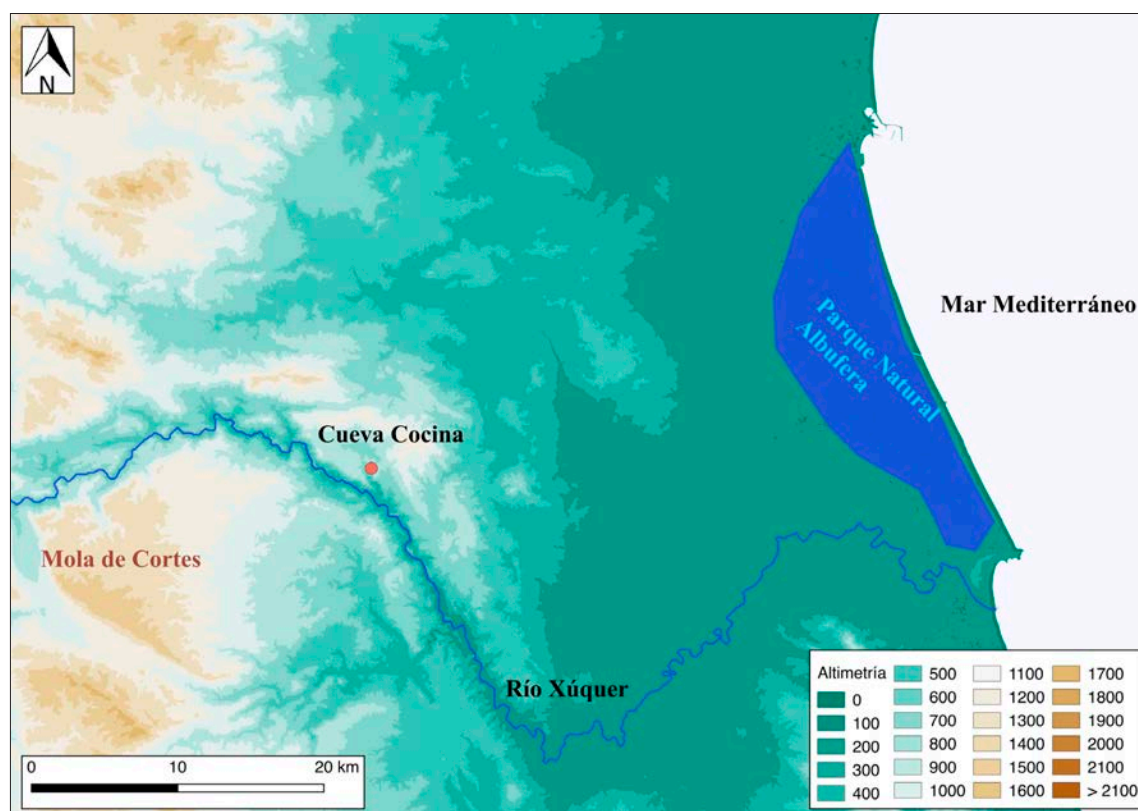 N
Mar Mediterráneo
Parque Natural
Albufera
Cueva Cocina
Mola de Cortes
Río Xúquer
0 10 20 km
Altimetría
0
100
200
300
400
500
600
700
800
900
1000
1100
1200
1300
1400
1500
1600
1700
1800
1900
2000
2100
> 2100